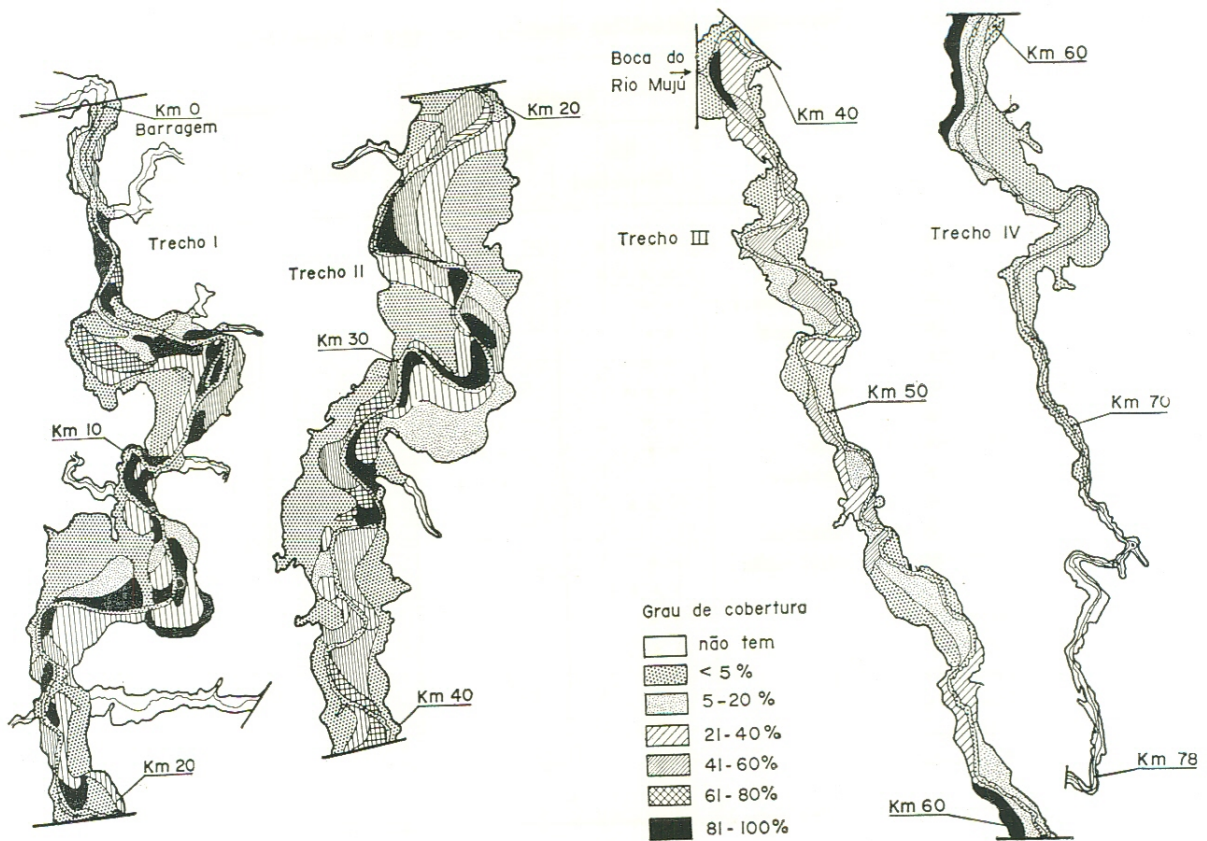 Km 0
Barragem
Trecho I
Km 10
Km 20
Km 20
Trecho II
Km 30
Km 40
Boca do
Rio Mujú
Km 40
Trecho III
Km 50
Km 60
Km 60
Trecho IV
Km 70
Km 78
Grau de cobertura
não tem
< 5 %
5-20 %
21-40%
41-60%
61-80%
81-100%